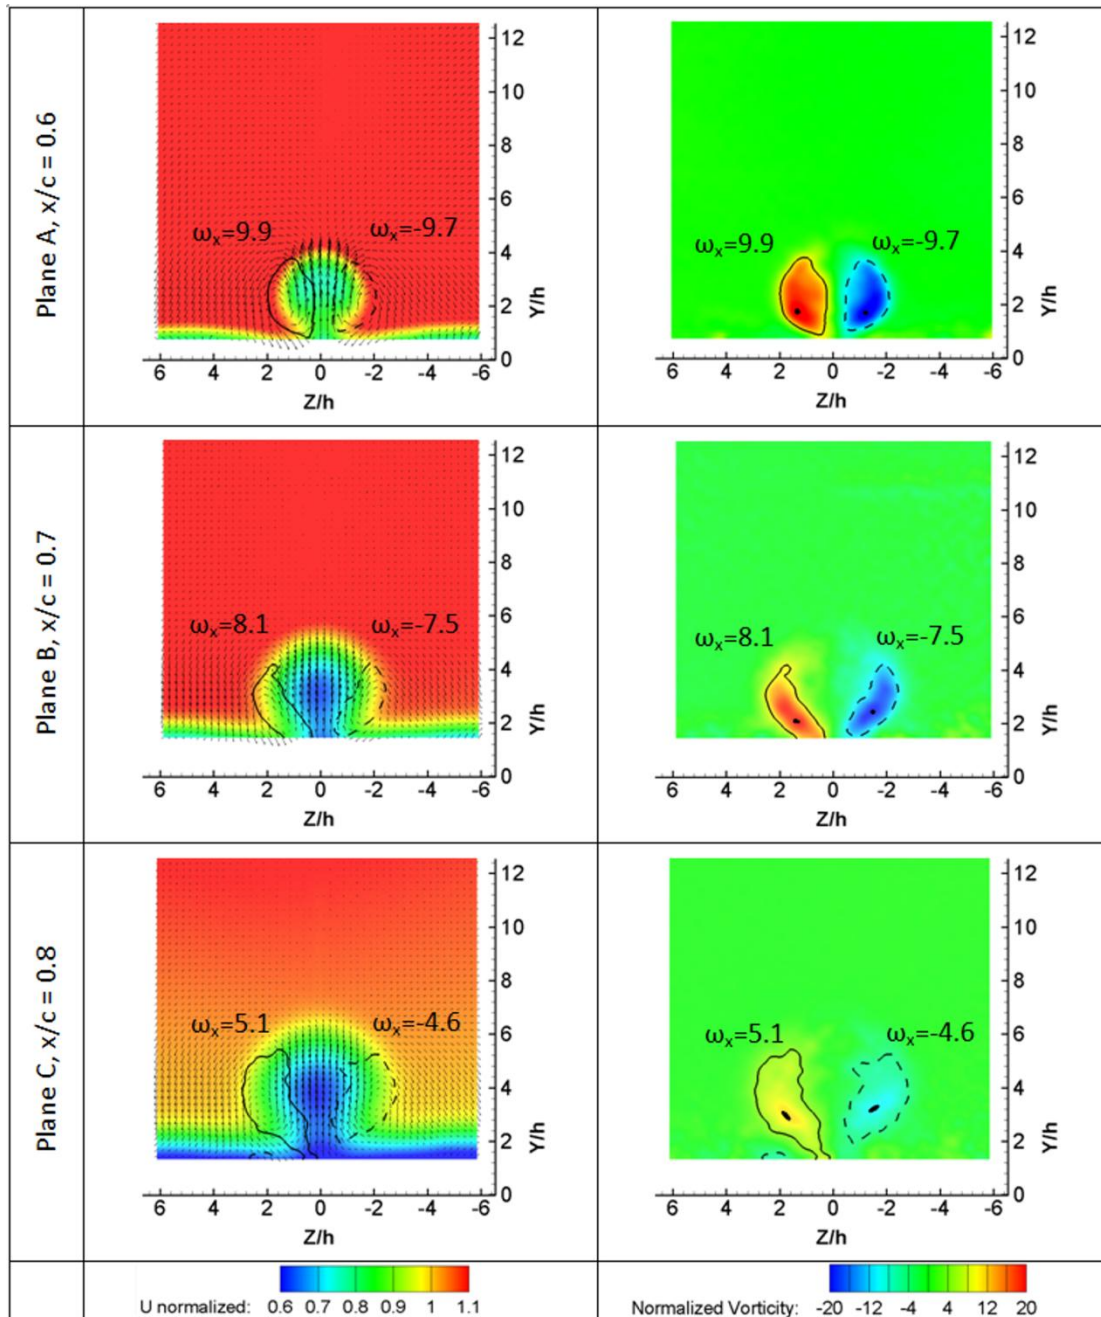 Plane A, x/c = 0.6
ωx=9.9
ωx=-9.7
12
10
8
6
4
2
0
Y/h
6 4 2 0 -2 -4 -6
Z/h
ωx=9.9
ωx=-9.7
12
10
8
6
4
2
0
Y/h
6 4 2 0 -2 -4 -6
Z/h
Plane B, x/c = 0.7
ωx=8.1
ωx=-7.5
12
10
8
6
4
2
0
Y/h
6 4 2 0 -2 -4 -6
Z/h
ωx=8.1
ωx=-7.5
12
10
8
6
4
2
0
Y/h
6 4 2 0 -2 -4 -6
Z/h
Plane C, x/c = 0.8
ωx=5.1
ωx=-4.6
12
10
8
6
4
2
0
Y/h
6 4 2 0 -2 -4 -6
Z/h
ωx=5.1
ωx=-4.6
12
10
8
6
4
2
0
Y/h
6 4 2 0 -2 -4 -6
Z/h
U normalized: 0.6 0.7 0.8 0.9 1 1.1
Normalized Vorticity: -20 -12 -4 4 12 20